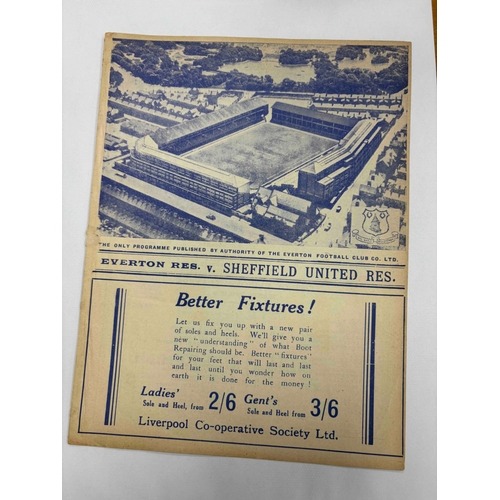 THE ONLY PROGRAMME PUBLISHED BY AUTHORITY OF THE EVERTON FOOTBALL CLUB CO. LTD.
EVERTON RES. v. SHEFFIELD UNITED RES.
Better Fixtures!
Let us fix you up with a new pair
of soles and heels. We'll give you a
new "understanding" of what Boot
Repairing should be. Better "fixtures"
for your feet that will last and last
and last until you wonder how on
earth it is done for the money!
Ladies' 2/6 Gent's 3/6
Sole and Heel, from Sole and Heel from
Liverpool Co-operative Society Ltd.